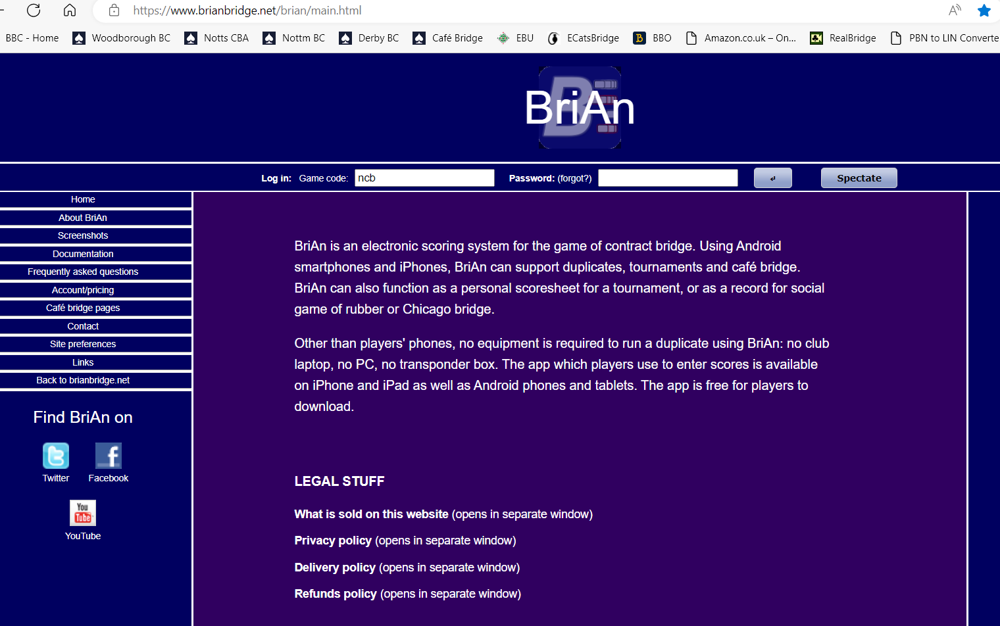 https://www.brianbridge.net/brian/main.html
BBC - Home Woodborough BC Notts CBA Nottm BC Derby BC Café Bridge EBU ECatsBridge BBO Amazon.co.uk – On... RealBridge PBN to LIN Converte
BriAn
Log in: Game code: ncb Password: (forgot?) Spectate
Home
About BriAn
Screenshots
Documentation
Frequently asked questions
Account/pricing
Café bridge pages
Contact
Site preferences
Links
Back to brianbridge.net
Find BriAn on
Twitter Facebook
You
Tube
YouTube
BriAn is an electronic scoring system for the game of contract bridge. Using Android
smartphones and iPhones, BriAn can support duplicates, tournaments and café bridge.
BriAn can also function as a personal scoresheet for a tournament, or as a record for social
game of rubber or Chicago bridge.
Other than players' phones, no equipment is required to run a duplicate using BriAn: no club
laptop, no PC, no transponder box. The app which players use to enter scores is available
on iPhone and iPad as well as Android phones and tablets. The app is free for players to
download.
LEGAL STUFF
What is sold on this website (opens in separate window)
Privacy policy (opens in separate window)
Delivery policy (opens in separate window)
Refunds policy (opens in separate window)